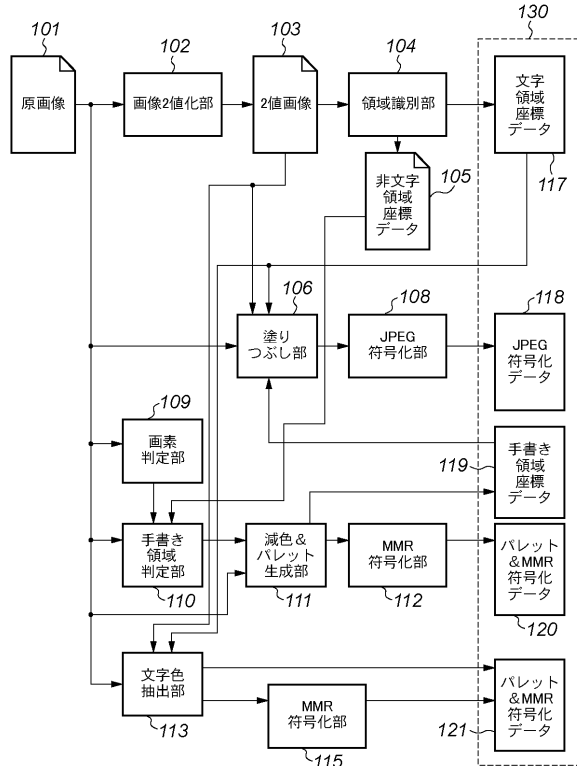 130
101
102
103
104
原画像
画像2値化部
2値画像
領域識別部
文字
領域
座標
データ
117
非文字
領域
座標
データ
105
106
塗り
つぶし部
108
JPEG
符号化部
118
JPEG
符号化
データ
109
画素
判定部
119
手書き
領域
座標
データ
手書き
領域
判定部
110
減色&
パレット
生成部
111
MMR
符号化部
112
パレット
&MMR
符号化
データ
120
文字色
抽出部
113
MMR
符号化部
115
パレット
&MMR
符号化
データ
121